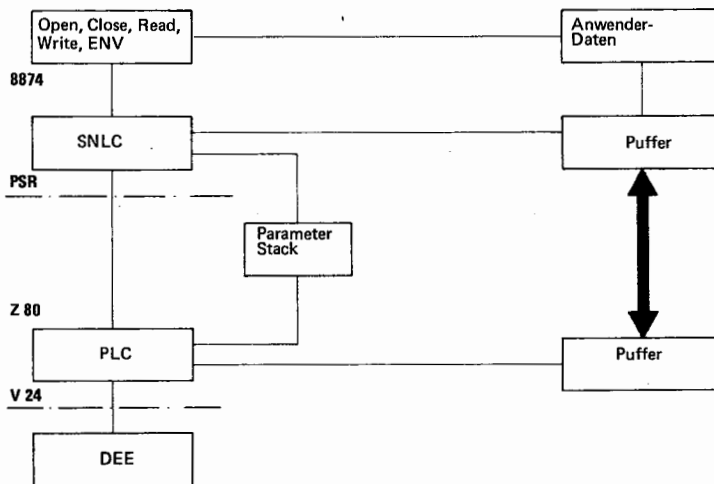 Open, Close, Read,
Write, ENV
Anwender-
Daten
8874
SNLC
Puffer
PSR
Parameter
Stack
Z 80
PLC
Puffer
V 24
DEE